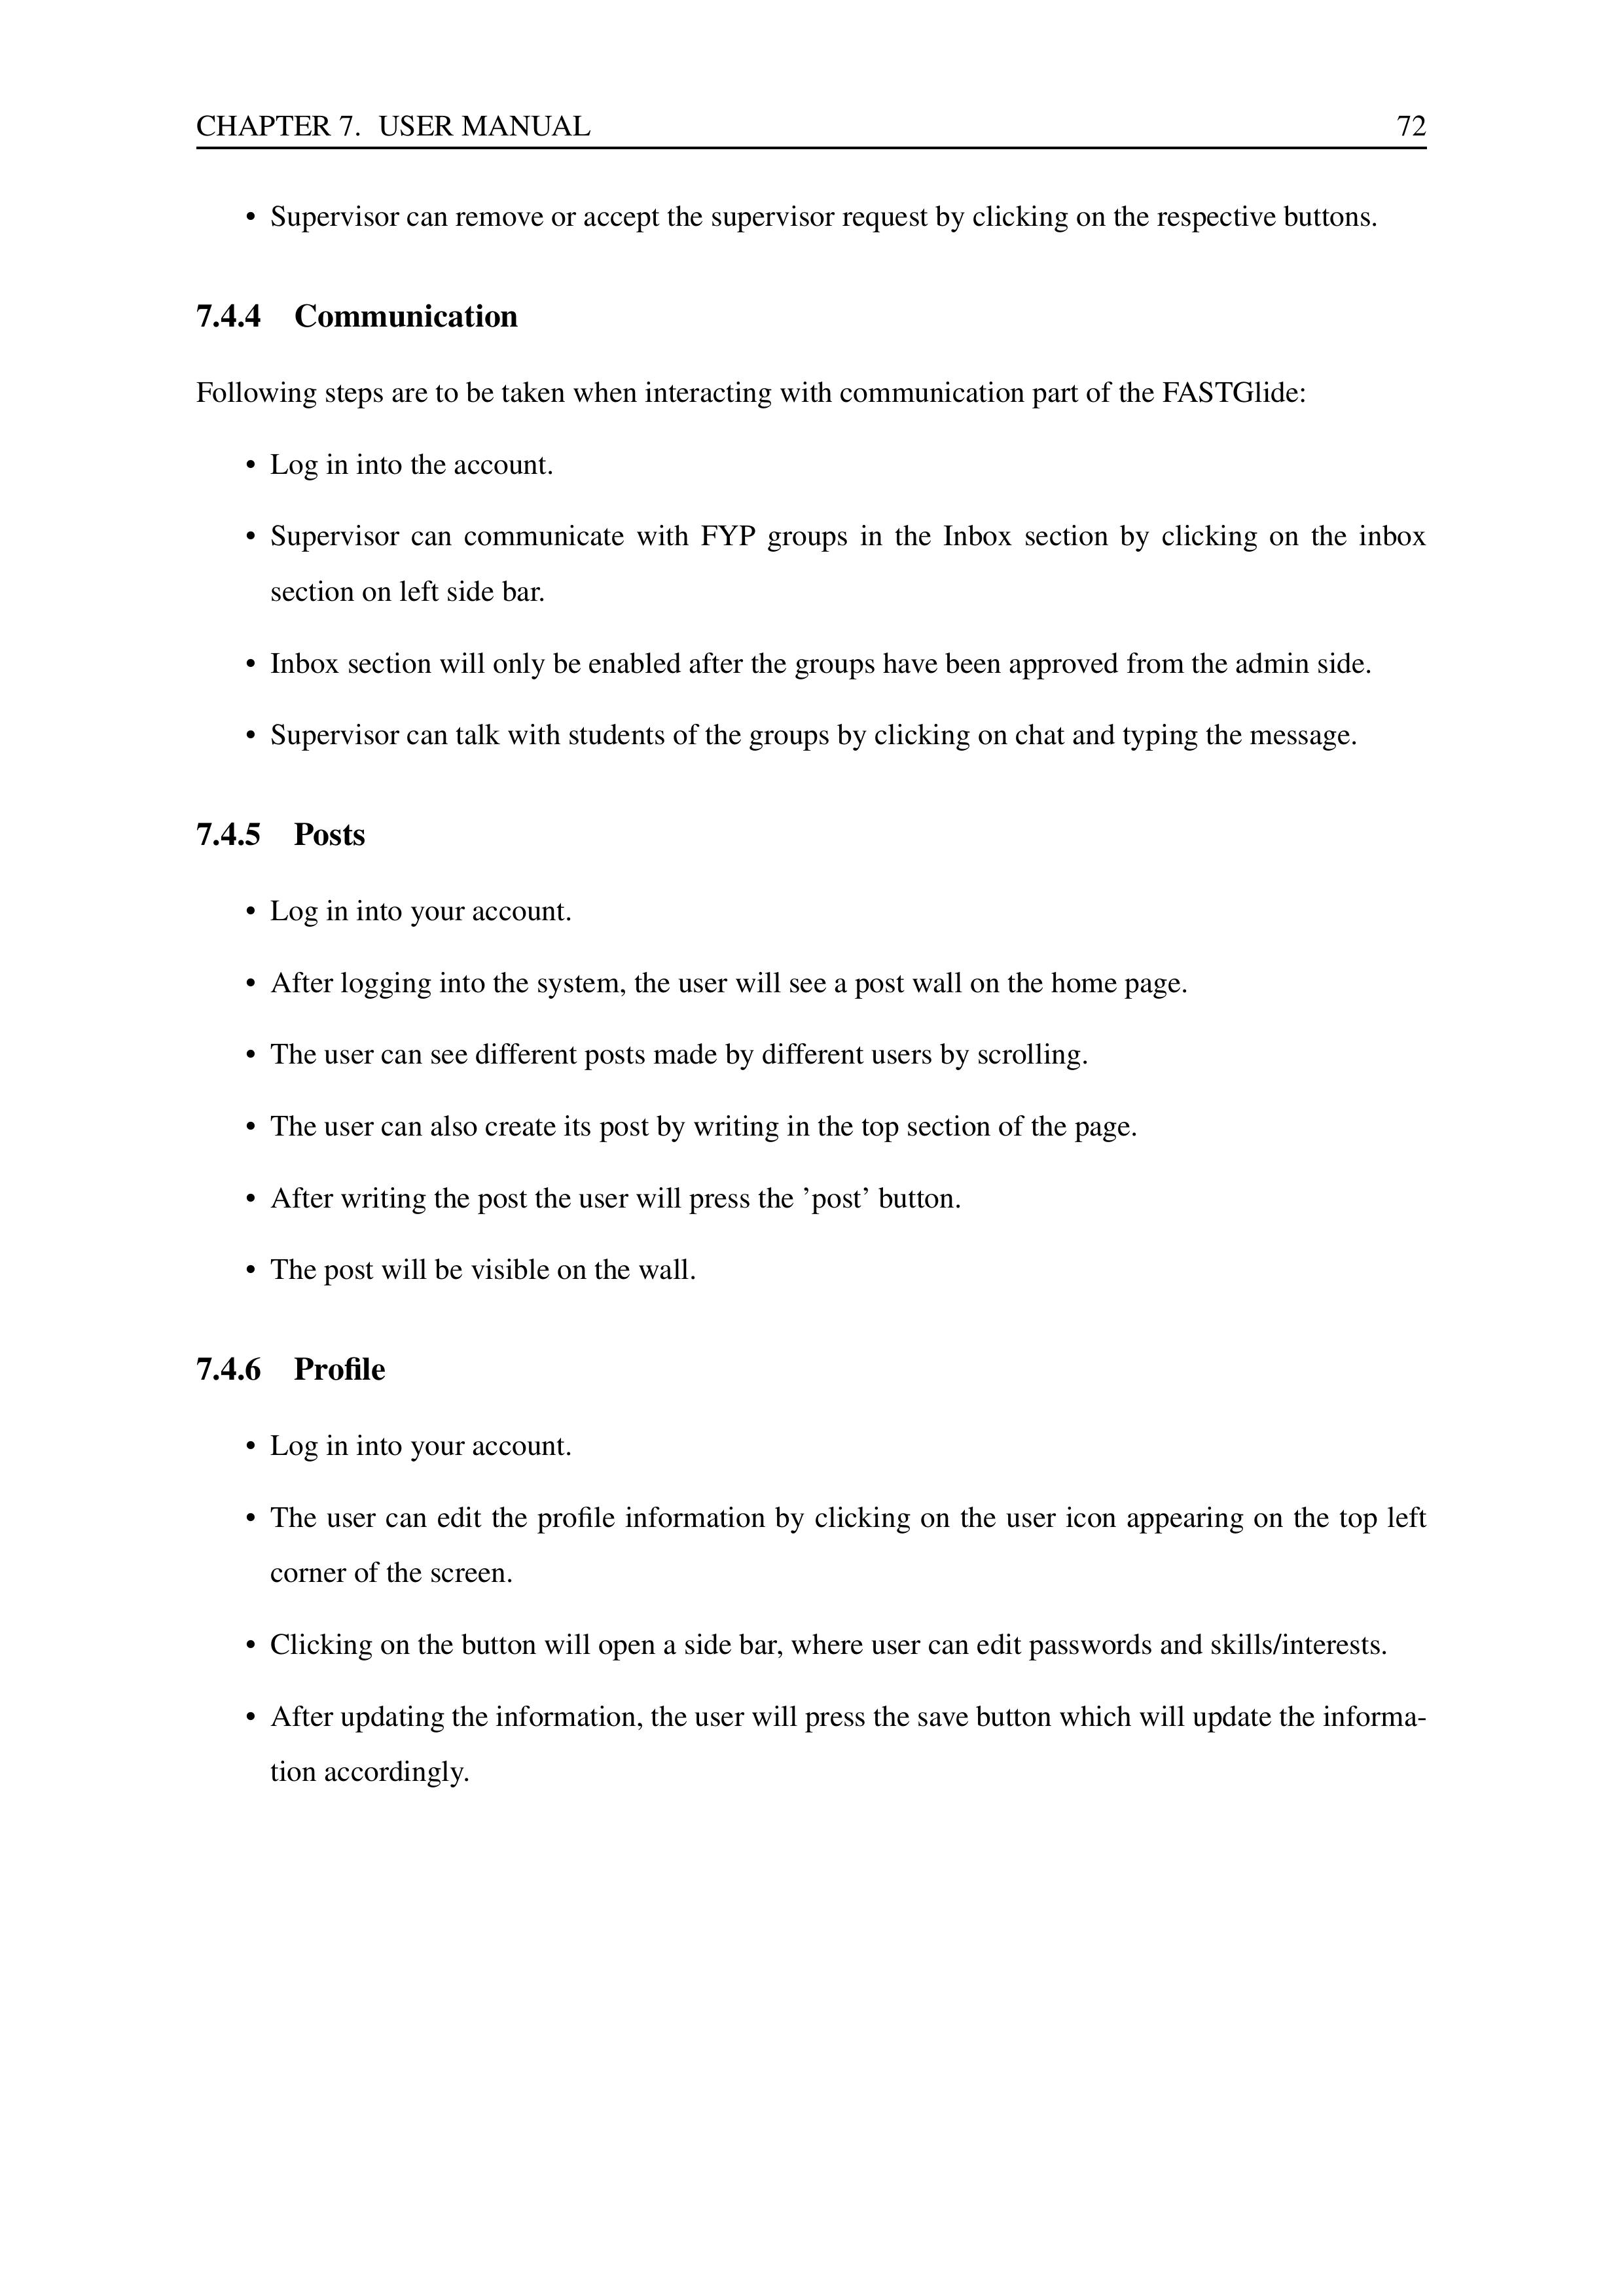 CHAPTER 7. USER MANUAL 72
• Supervisor can remove or accept the supervisor request by clicking on the respective buttons.
7.4.4 Communication
Following steps are to be taken when interacting with communication part of the FASTGlide:
• Log in into the account.
• Supervisor can communicate with FYP groups in the Inbox section by clicking on the inbox
section on left side bar.
• Inbox section will only be enabled after the groups have been approved from the admin side.
• Supervisor can talk with students of the groups by clicking on chat and typing the message.
7.4.5 Posts
• Log in into your account.
• After logging into the system, the user will see a post wall on the home page.
• The user can see different posts made by different users by scrolling.
• The user can also create its post by writing in the top section of the page.
• After writing the post the user will press the ’post’ button.
• The post will be visible on the wall.
7.4.6 Profile
• Log in into your account.
• The user can edit the profile information by clicking on the user icon appearing on the top left
corner of the screen.
• Clicking on the button will open a side bar, where user can edit passwords and skills/interests.
• After updating the information, the user will press the save button which will update the informa-
tion accordingly.